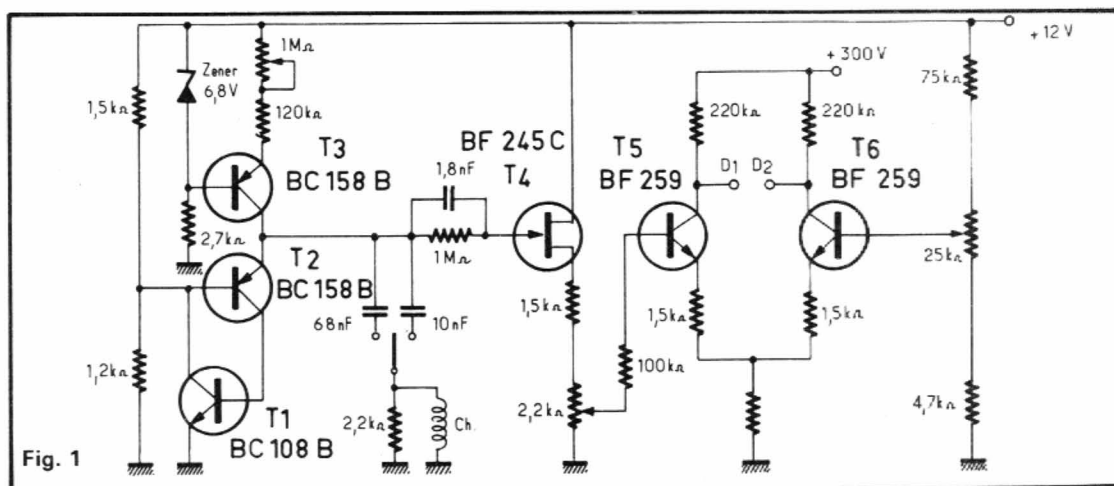 1MΩ
+ 12 V
Zener
6,8V
+ 300 V
75kΩ
1,5kΩ
120kΩ
220kΩ
220kΩ
BF 245 C
T3
BC 158 B
1,8nF
T4
T5
BF 259
D1
D2
T6
BF 259
2,7kΩ
1MΩ
25kΩ
T2
BC 158 B
68nF
10nF
1,5kΩ
1,5kΩ
1,5kΩ
100kΩ
1,2kΩ
T1
BC 108 B
2,2kΩ
Ch.
2,2kΩ
4,7kΩ
Fig. 1